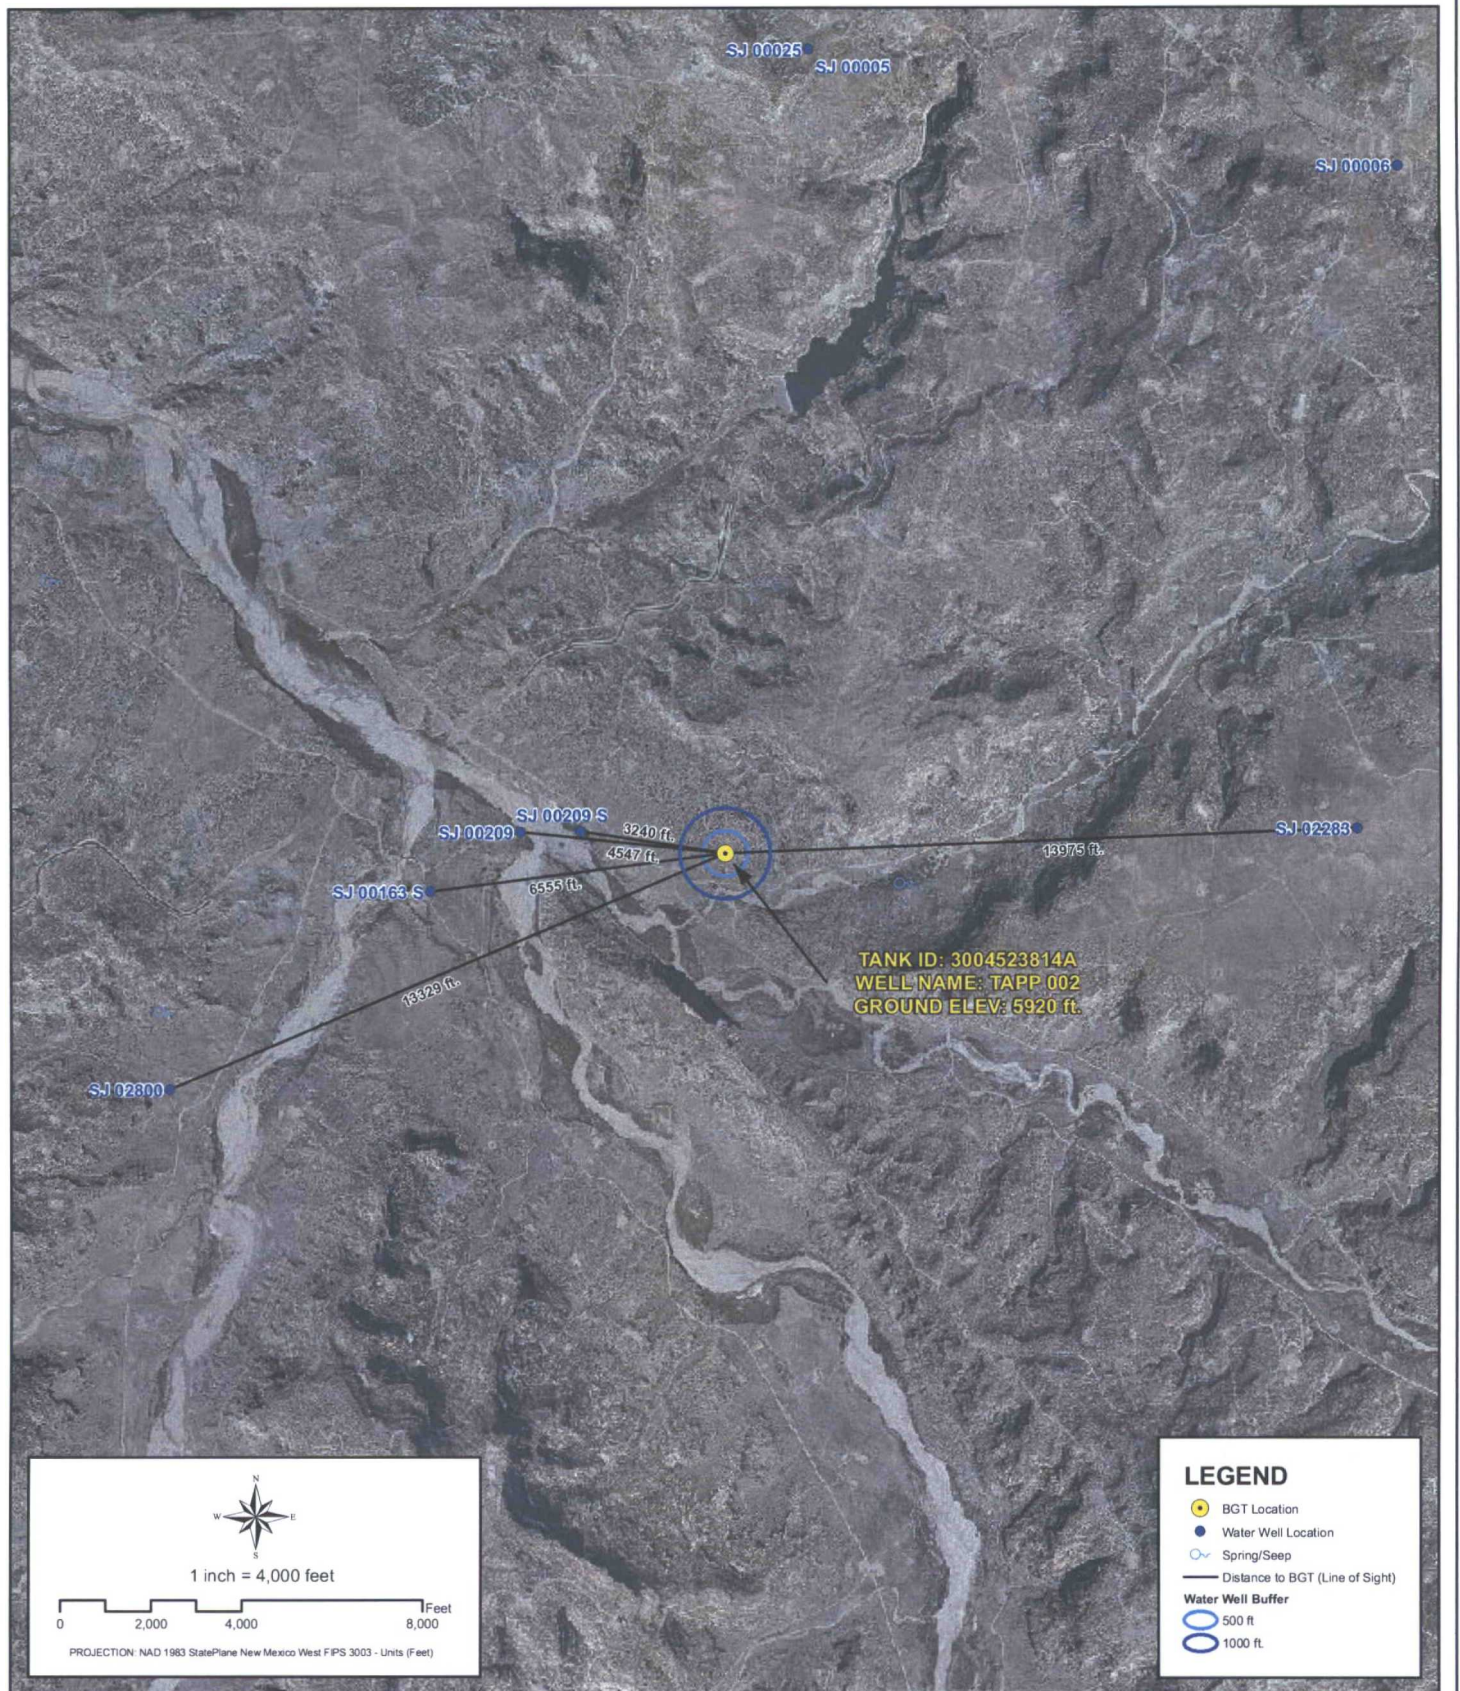 SJ 00025
SJ 00005
SJ 00006
SJ 00209 S
SJ 00209
3240 ft.
4547 ft.
SJ 02283
13975 ft.
SJ 00163 S
6555 ft.
TANK ID: 3004523814A
WELL NAME: TAPP 002
GROUND ELEV: 5920 ft.
13329 ft.
SJ 02800
N
W E
S
1 inch = 4,000 feet
Feet
0 2,000 4,000 8,000
PROJECTION: NAD 1983 StatePlane New Mexico West FIPS 3003 - Units (Feet)
LEGEND
BGT Location
Water Well Location
Spring/Seep
Distance to BGT (Line of Sight)
Water Well Buffer
500 ft
1000 ft.